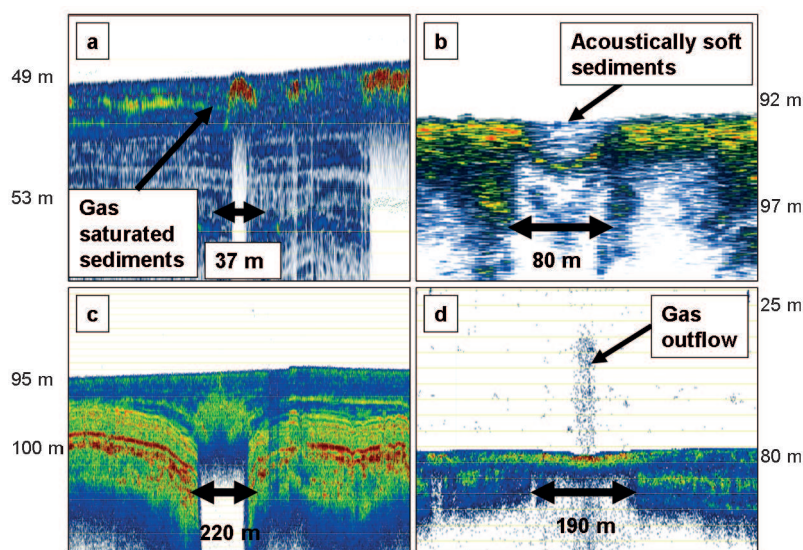 a
49 m
53 m
Gas
saturated
sediments
37 m
b
Acoustically soft
sediments
92 m
97 m
80 m
c
95 m
100 m
220 m
d
25 m
Gas
outflow
80 m
190 m